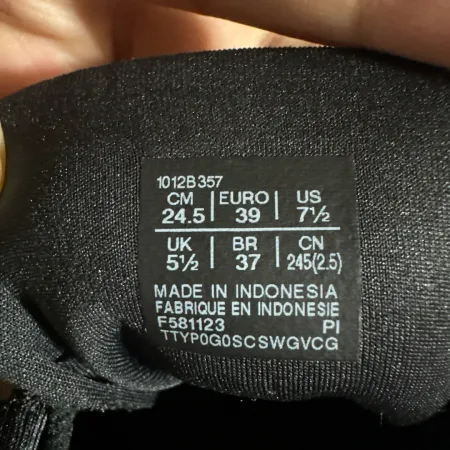 1012B357
CM | EURO | US
24.5 | 39 | 7½
UK | BR | CN
5½ | 37 | 245(2.5)
MADE IN INDONESIA
FABRIQUE EN INDONESIE
F581123 PI
TTYP0G0SCSWGVCG